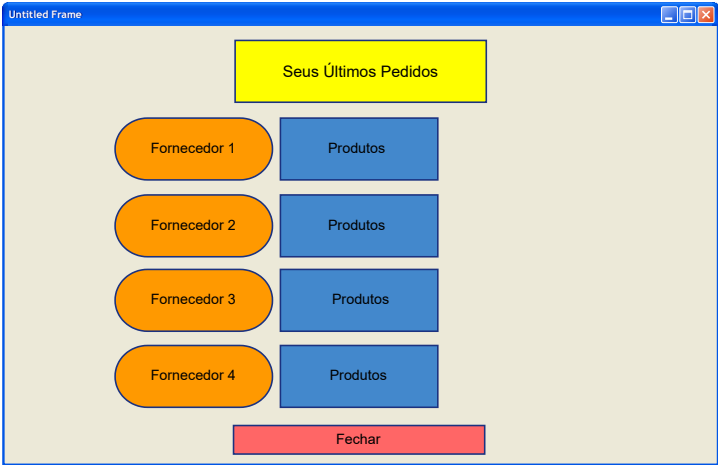 Untitled Frame
Seus Últimos Pedidos
Fornecedor 1
Produtos
Fornecedor 2
Produtos
Fornecedor 3
Produtos
Fornecedor 4
Produtos
Fechar